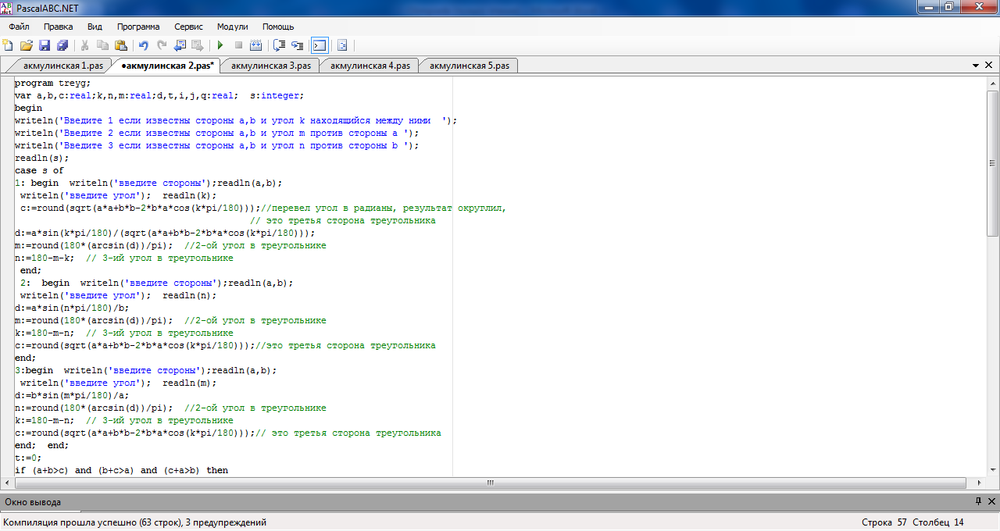 PascalABC.NET
Файл Правка Вид Программа Сервис Модули Помощь
акмулинская 1.pas •акмулинская 2.pas* акмулинская 3.pas акмулинская 4.pas акмулинская 5.pas
program treyg;
var a,b,c:real;k,n,m:real;d,t,i,j,q:real;  s:integer;
begin
writeln('Введите 1 если известны стороны a,b и угол k находящийся между ними  ');
writeln('Введите 2 если известны стороны a,b и угол m против стороны a ');
writeln('Введите 3 если известны стороны a,b и угол n против стороны b ');
readln(s);
case s of
1: begin  writeln('введите стороны');readln(a,b);
 writeln('введите угол');  readln(k);
 c:=round(sqrt(a*a+b*b-2*b*a*cos(k*pi/180)));//перевел угол в радианы, результат округлил,
// это третья сторона треугольника
d:=a*sin(k*pi/180)/(sqrt(a*a+b*b-2*b*a*cos(k*pi/180)));
m:=round(180*(arcsin(d))/pi);  //2-ой угол в треугольнике
n:=180-m-k;  // 3-ий угол в треугольнике
 end;
 2:  begin  writeln('введите стороны');readln(a,b);
 writeln('введите угол');  readln(n);
d:=a*sin(n*pi/180)/b;
m:=round(180*(arcsin(d))/pi);  //2-ой угол в треугольнике
k:=180-m-n;  // 3-ий угол в треугольнике
c:=round(sqrt(a*a+b*b-2*b*a*cos(k*pi/180)));//это третья сторона треугольника
end;
3:begin  writeln('введите стороны');readln(a,b);
 writeln('введите угол');  readln(m);
d:=b*sin(m*pi/180)/a;
n:=round(180*(arcsin(d))/pi);  //2-ой угол в треугольнике
k:=180-m-n;  // 3-ий угол в треугольнике
c:=round(sqrt(a*a+b*b-2*b*a*cos(k*pi/180)));// это третья сторона треугольника
end;  end;
t:=0;
if (a+b>c) and (b+c>a) and (c+a>b) then
Окно вывода
Компиляция прошла успешно (63 строк), 3 предупреждений Строка 57 Столбец 14